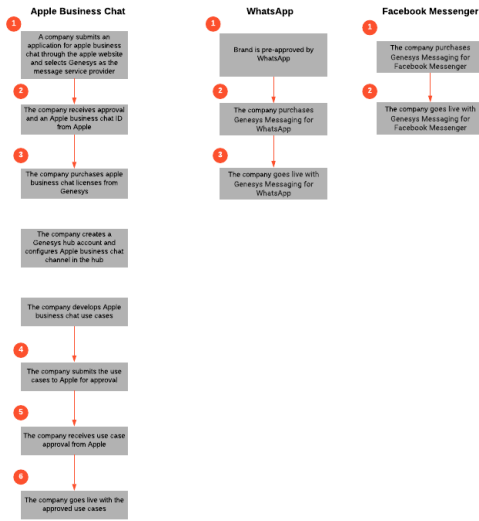 Apple Business Chat
1
A company submits an
application for apple business
chat through the apple website
and selects Genesys as the
message service provider
2
The company receives approval
and an Apple business chat ID
from Apple
3
The company purchases apple
business chat licenses from
Genesys
The company creates a
Genesys hub account and
configures Apple business chat
channel in the hub
The company develops Apple
business chat use cases
4
The company submits the use
cases to Apple for approval
5
The company receives use case
approval from Apple
6
The company goes live with the
approved use cases
WhatsApp
1
Brand is pre-approved by
WhatsApp
2
The company purchases
Genesys Messaging for
WhatsApp
3
The company goes live with
Genesys Messaging for
WhatsApp
Facebook Messenger
1
The company purchases
Genesys Messaging for
Facebook Messenger
2
The company goes live with
Genesys Messaging for
Facebook Messenger